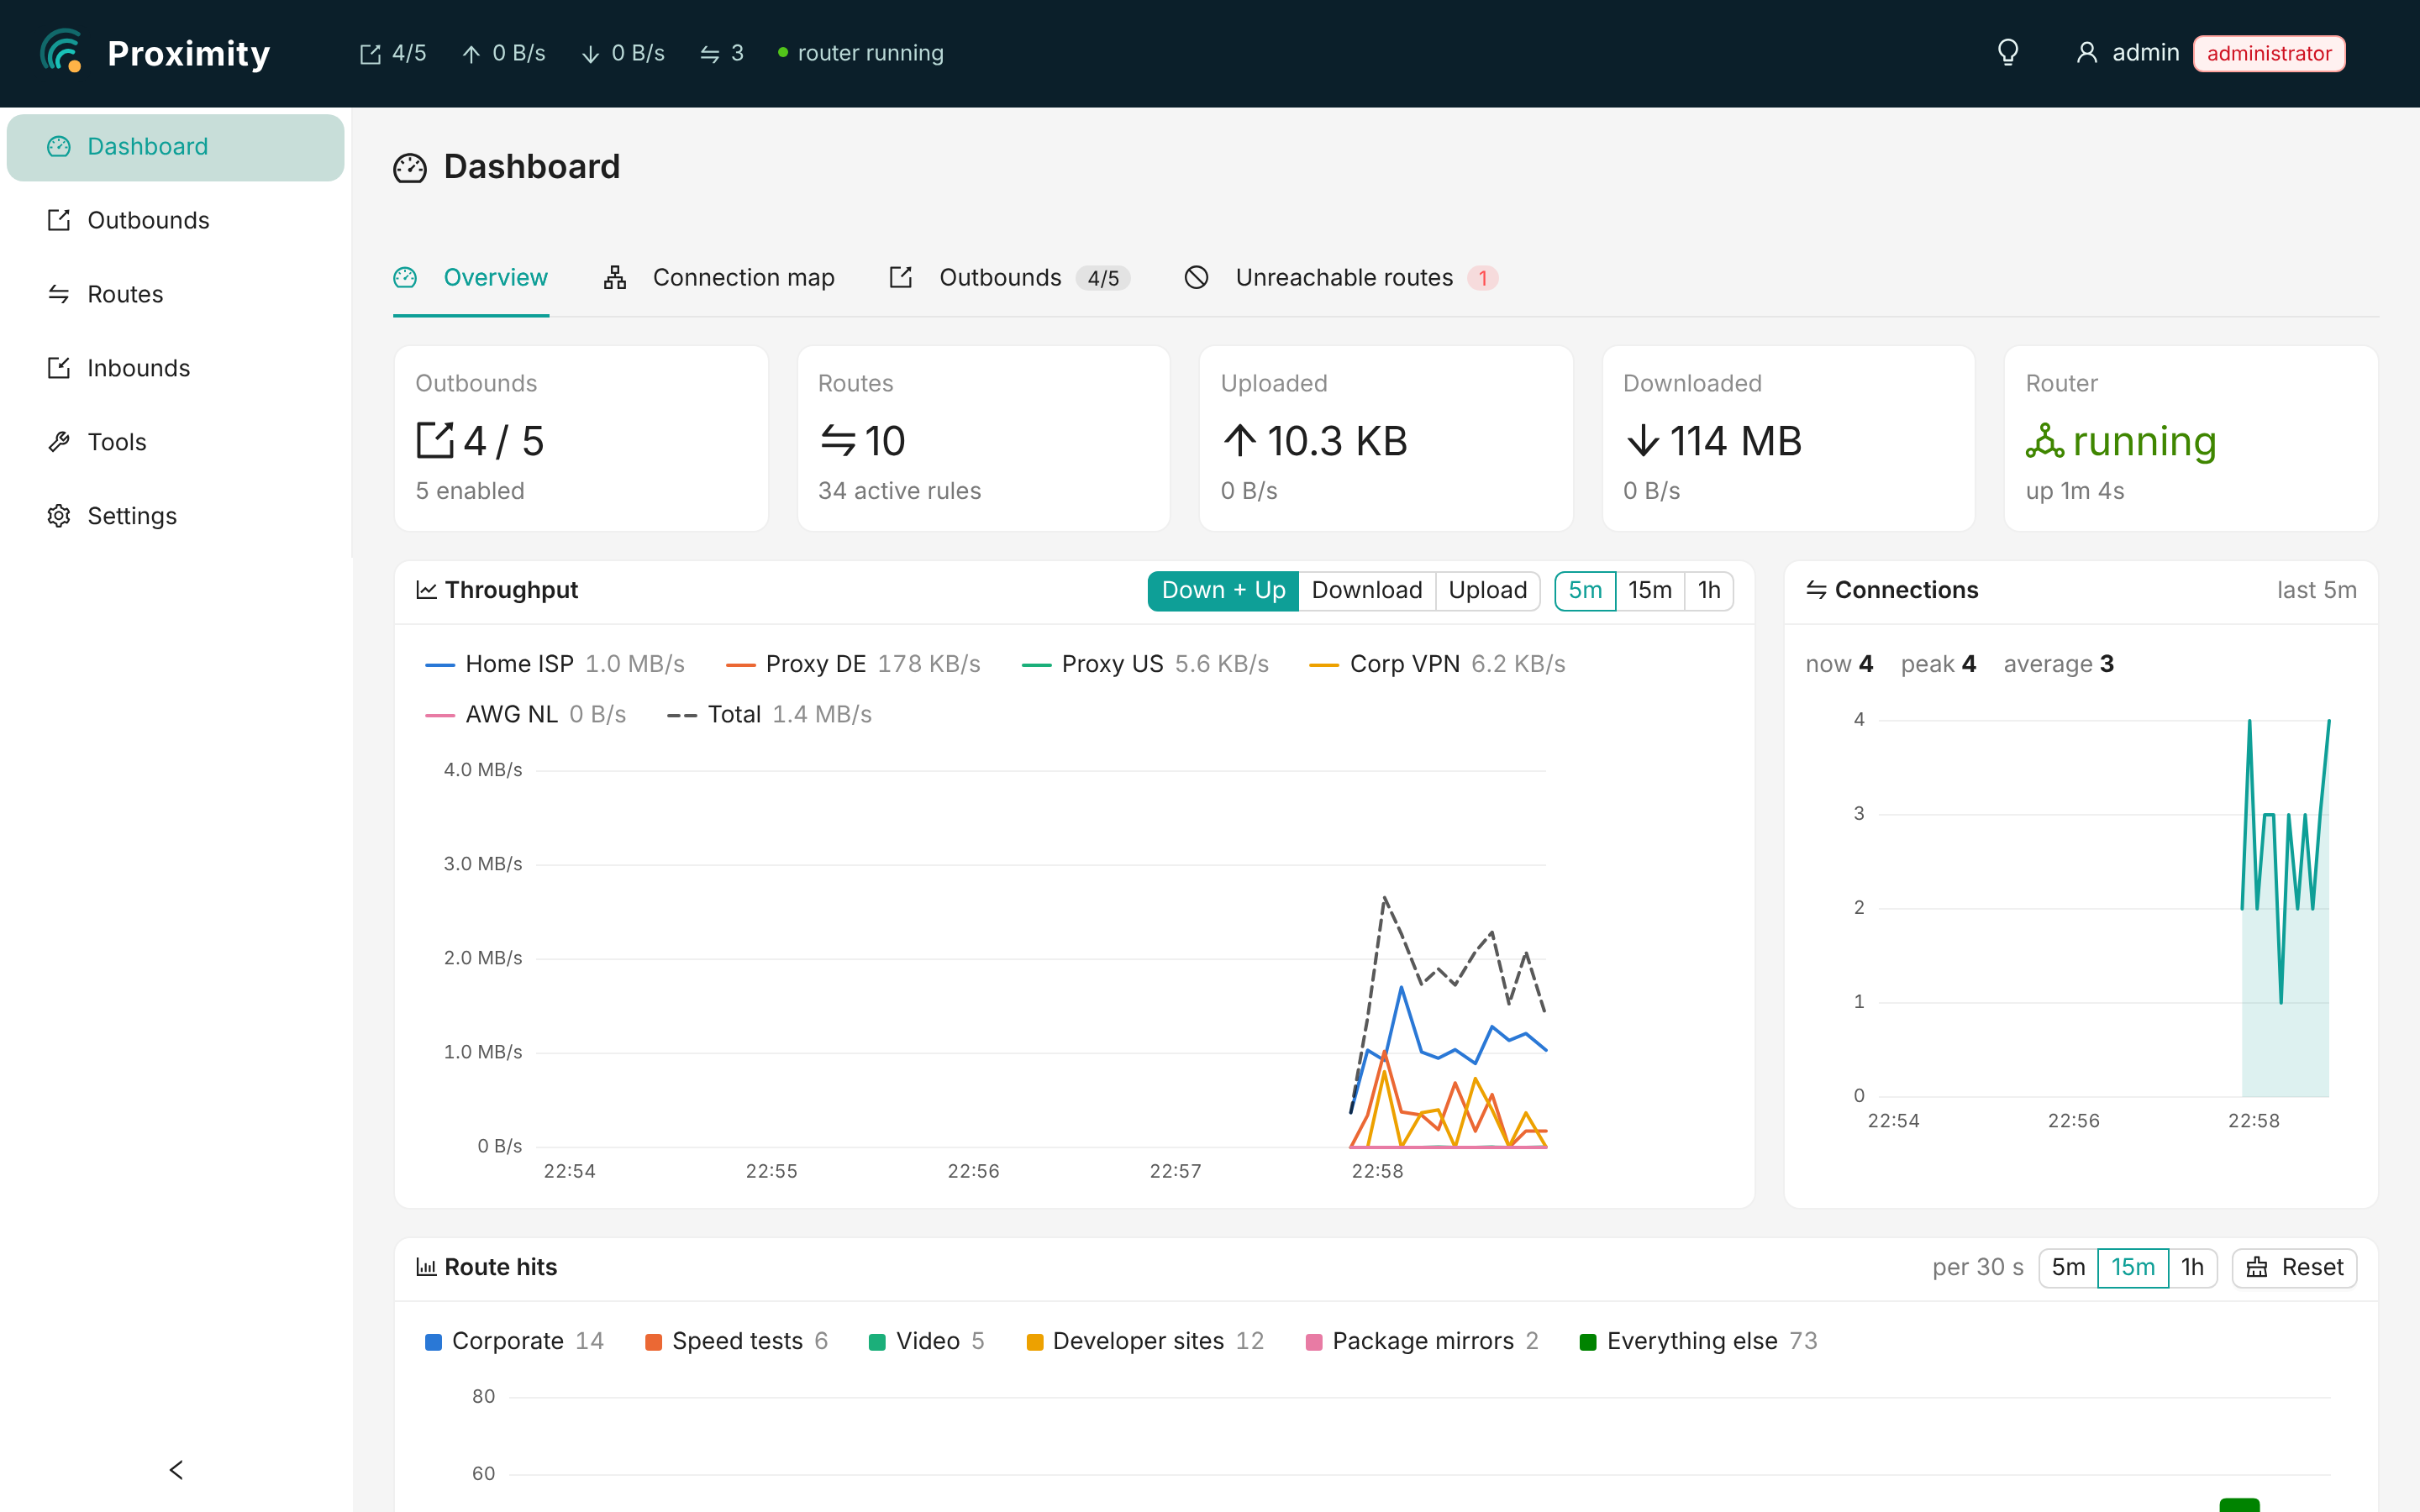 Proximity
4/5 0 B/s 0 B/s 3 router running
admin administrator
Dashboard
Outbounds
Routes
Inbounds
Tools
Settings
Dashboard
Overview Connection map Outbounds 4/5 Unreachable routes 1
Outbounds
4 / 5
5 enabled
Routes
10
34 active rules
Uploaded
10.3 KB
0 B/s
Downloaded
114 MB
0 B/s
Router
running
up 1m 4s
Throughput Down + Up Download Upload 5m 15m 1h
Home ISP 1.0 MB/s Proxy DE 178 KB/s Proxy US 5.6 KB/s Corp VPN 6.2 KB/s
AWG NL 0 B/s Total 1.4 MB/s
4.0 MB/s
3.0 MB/s
2.0 MB/s
1.0 MB/s
0 B/s
22:54 22:55 22:56 22:57 22:58
Connections last 5m
now 4 peak 4 average 3
4
3
2
1
0
22:54 22:56 22:58
Route hits per 30 s 5m 15m 1h Reset
Corporate 14 Speed tests 6 Video 5 Developer sites 12 Package mirrors 2 Everything else 73
80
60